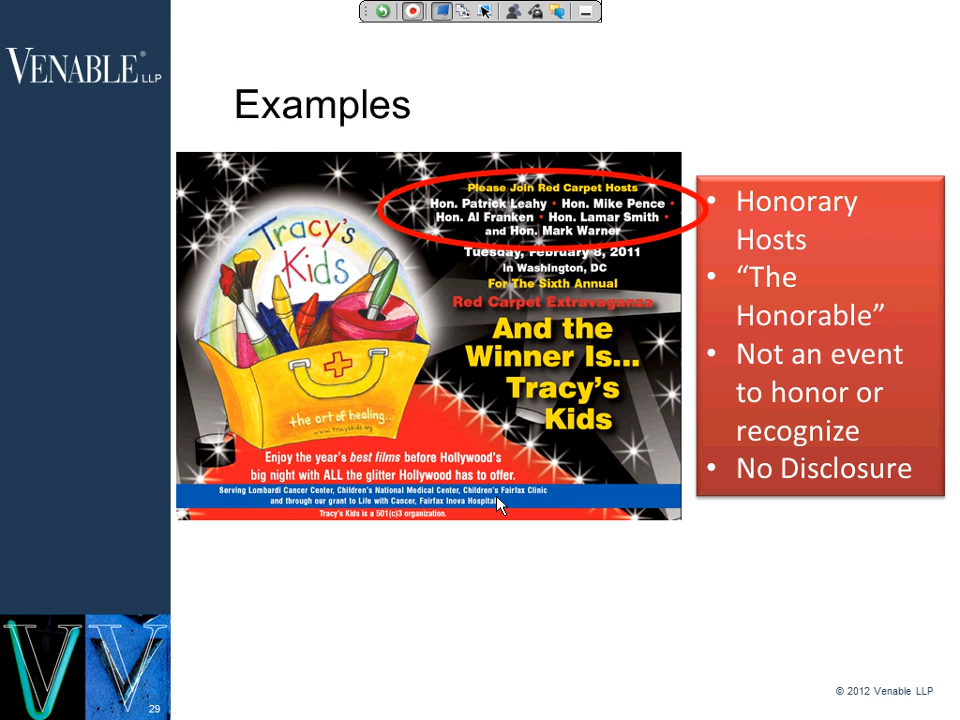 VENABLE® LLP
Examples
Tracy's
Kids
the art of healing...
www.tracyskids.org
Please Join Red Carpet Hosts
Hon. Patrick Leahy • Hon. Mike Pence •
Hon. Al Franken • Hon. Lamar Smith •
and Hon. Mark Warner
Tuesday, February 8, 2011
in Washington, DC
For The Sixth Annual
Red Carpet Extravaganza
And the
Winner Is...
Tracy's
Kids
Enjoy the year's best films before Hollywood's
big night with ALL the glitter Hollywood has to offer.
Serving Lombardi Cancer Center, Children's National Medical Center, Children's Fairfax Clinic
and through our grant to Life with Cancer, Fairfax Inova Hospital
Tracy's Kids is a 501(c)3 organization.
• Honorary
Hosts
• “The
Honorable”
• Not an event
to honor or
recognize
• No Disclosure
V V
29
© 2012 Venable LLP